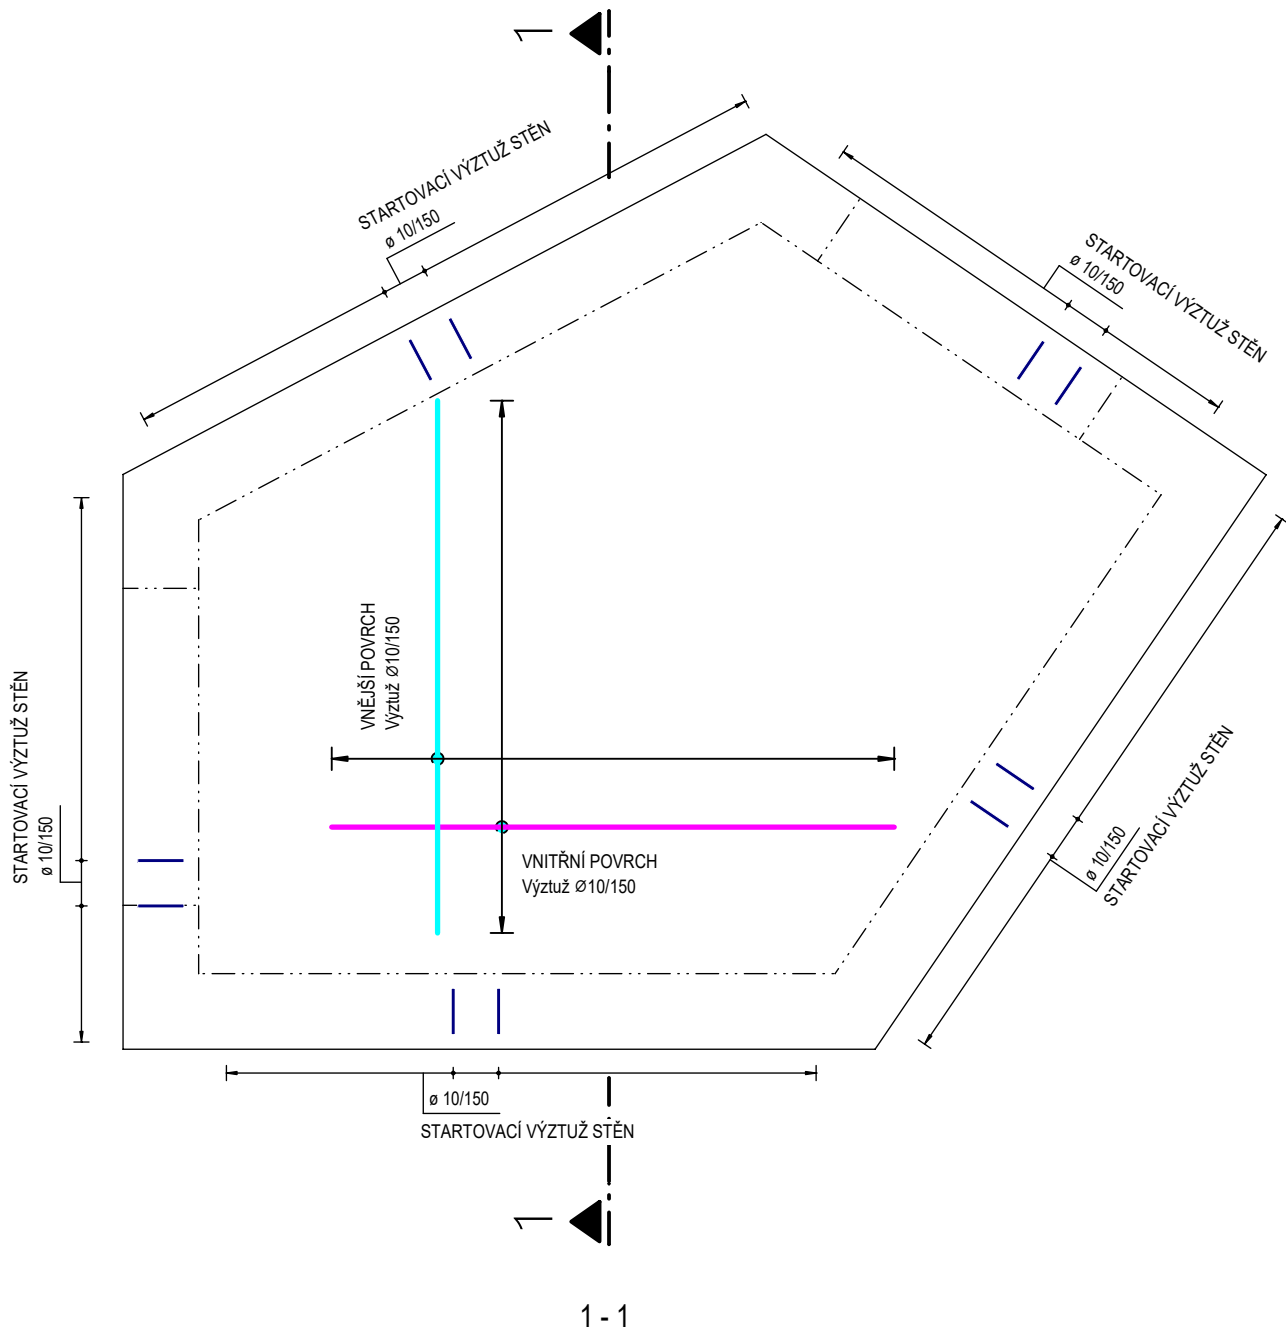 1
STARTOVACÍ VÝZTUŽ STĚN
ø 10/150
STARTOVACÍ VÝZTUŽ STĚN
ø 10/150
VNĚJŠÍ POVRCH
Výztuž Ø10/150
STARTOVACÍ VÝZTUŽ STĚN
ø 10/150
VNITŘNÍ POVRCH
Výztuž Ø10/150
ø 10/150
STARTOVACÍ VÝZTUŽ STĚN
ø 10/150
STARTOVACÍ VÝZTUŽ STĚN
1
1 - 1